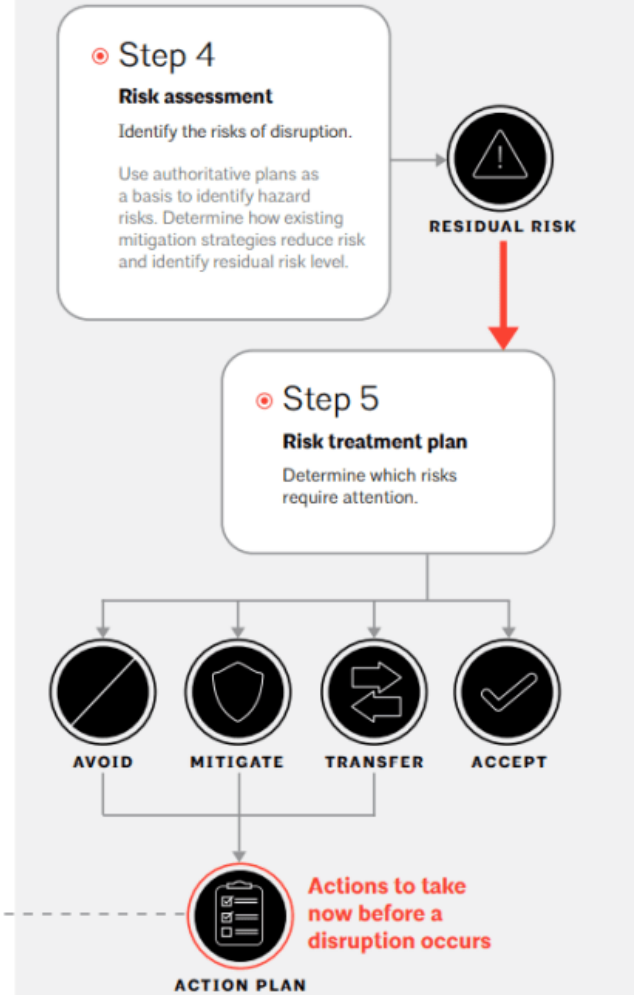 Step 4
Risk assessment
Identify the risks of disruption.
Use authoritative plans as
a basis to identify hazard
risks. Determine how existing
mitigation strategies reduce risk
and identify residual risk level.
RESIDUAL RISK
Step 5
Risk treatment plan
Determine which risks
require attention.
AVOID
MITIGATE
TRANSFER
ACCEPT
Actions to take
now before a
disruption occurs
ACTION PLAN